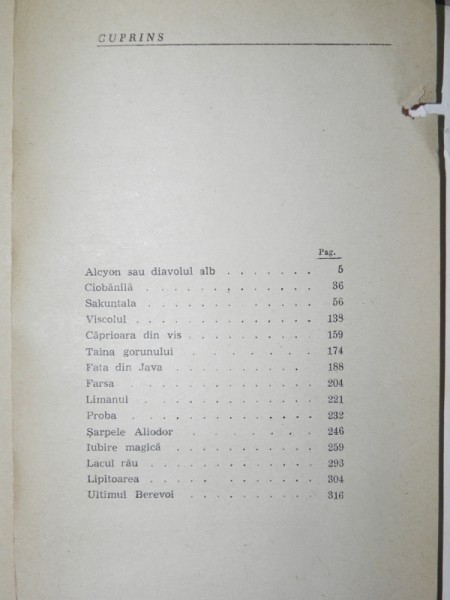 CUPRINS
Pag.
Alcyon sau diavolul alb . . . . . . . 5
Ciobănilă . . . . . . . . . . 36
Sakuntala . . . . . . . . . . 56
Viscolul . . . . . . . . . . 138
Căprioara din vis . . . . . . . . 159
Taina gorunului . . . . . . . 174
Fata din Java . . . . . . . 188
Farsa . . . . . . . . . . 204
Limanul . . . . . . . . . . 221
Proba . . . . . . . . . . . 232
Șarpele Aliodor . . . . . . . . 246
Iubire magică . . . . . . . . . 259
Lacul rău . . . . . . . . . . 293
Lipitoarea . . . . . . . . . . 304
Ultimul Berevoi . . . . . . . . 316